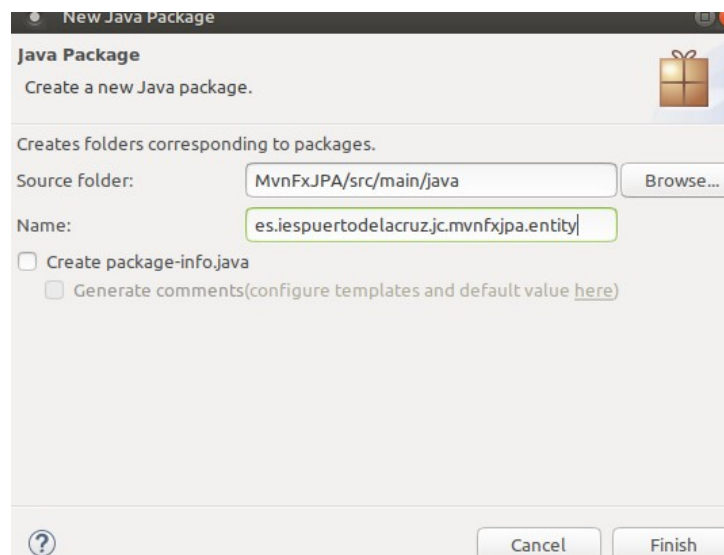 New Java Package
Java Package
Create a new Java package.
Creates folders corresponding to packages.
Source folder: MvnFxJPA/src/main/java Browse...
Name: es.iespuertodelacruz.jc.mvnfxjpa.entity
Create package-info.java
Generate comments(configure templates and default value here)
? Cancel Finish